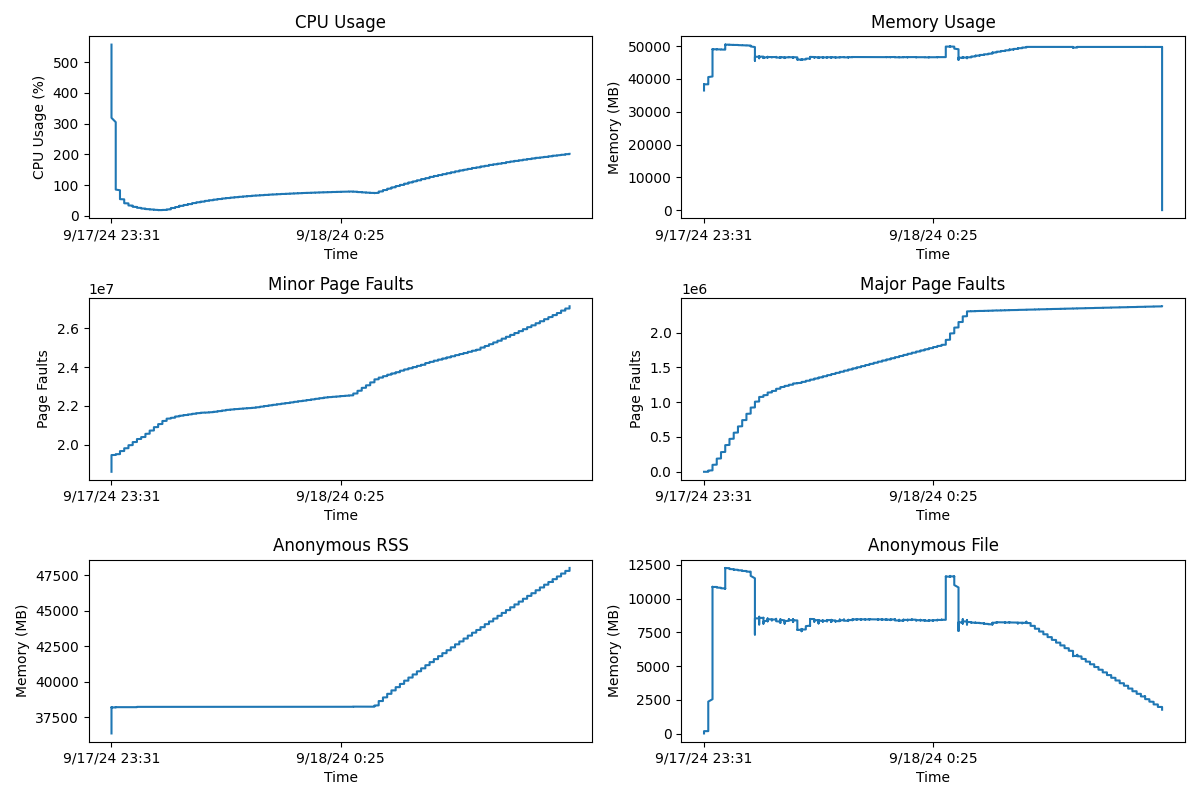 CPU Usage
CPU Usage (%)
500
400
300
200
100
0
9/17/24 23:31
9/18/24 0:25
Time
Memory Usage
Memory (MB)
50000
40000
30000
20000
10000
0
9/17/24 23:31
9/18/24 0:25
Time
Minor Page Faults
1e7
Page Faults
2.6
2.4
2.2
2.0
9/17/24 23:31
9/18/24 0:25
Time
Major Page Faults
1e6
Page Faults
2.0
1.5
1.0
0.5
0.0
9/17/24 23:31
9/18/24 0:25
Time
Anonymous RSS
Memory (MB)
47500
45000
42500
40000
37500
9/17/24 23:31
9/18/24 0:25
Time
Anonymous File
Memory (MB)
12500
10000
7500
5000
2500
0
9/17/24 23:31
9/18/24 0:25
Time